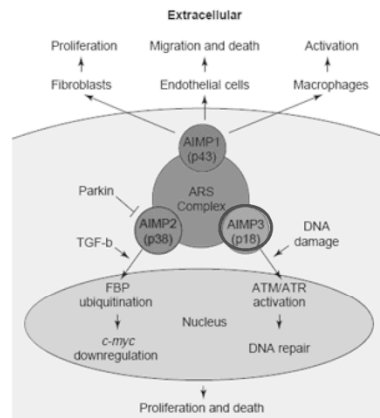 Extracellular
Proliferation
Migration and death
Activation
Fibroblasts
Endothelial cells
Macrophages
AIMP1
(p43)
ARS
Complex
Parkin
AIMP2
(p38)
AIMP3
(p18)
DNA
damage
TGF-b
FBP
ubiquitination
ATM/ATR
activation
Nucleus
c-myc
downregulation
DNA repair
Proliferation and death